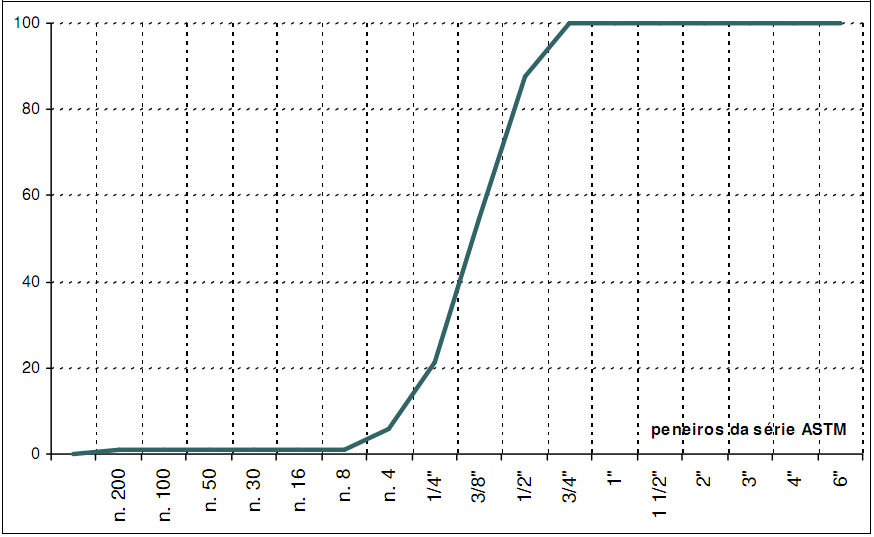 100
80
60
40
20
0
peneiros da série ASTM
n. 200
n. 100
n. 50
n. 30
n. 16
n. 8
n. 4
1/4"
3/8"
1/2"
3/4"
1"
1 1/2"
2"
3"
4"
6"